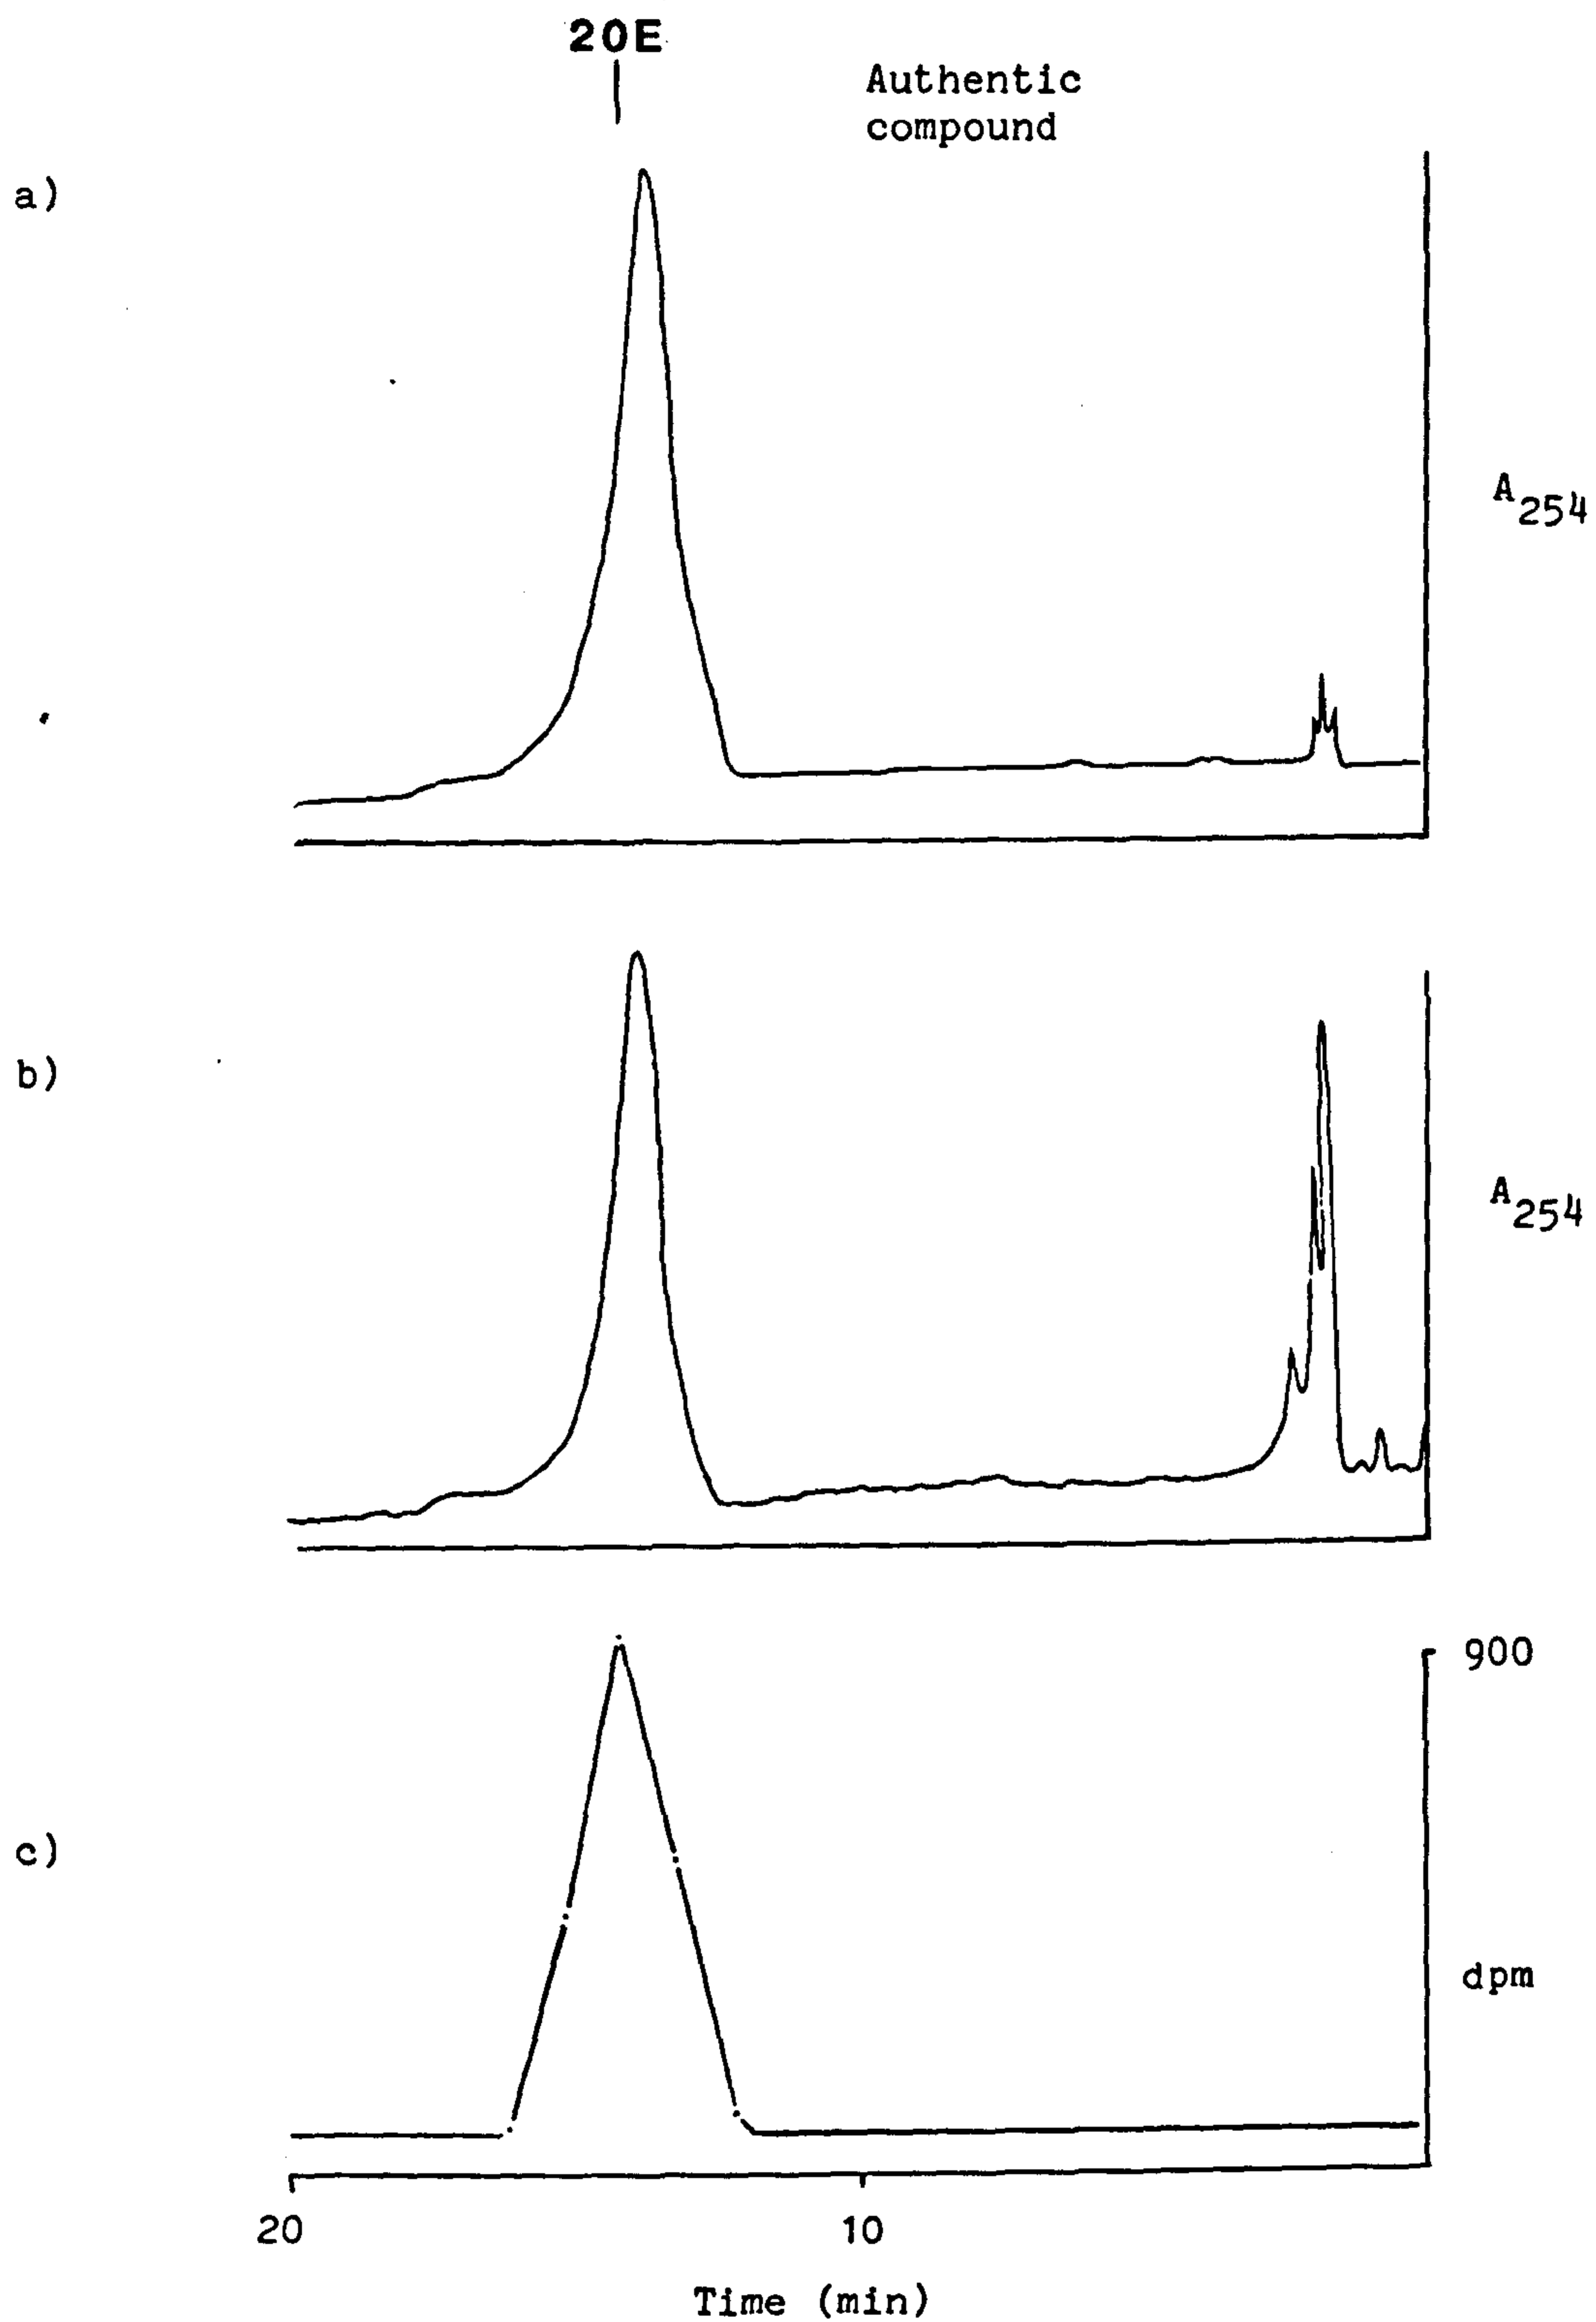 20E
Authentic
compound
a)
A254
b)
A254
900
c)
dpm
20 10
Time (min)